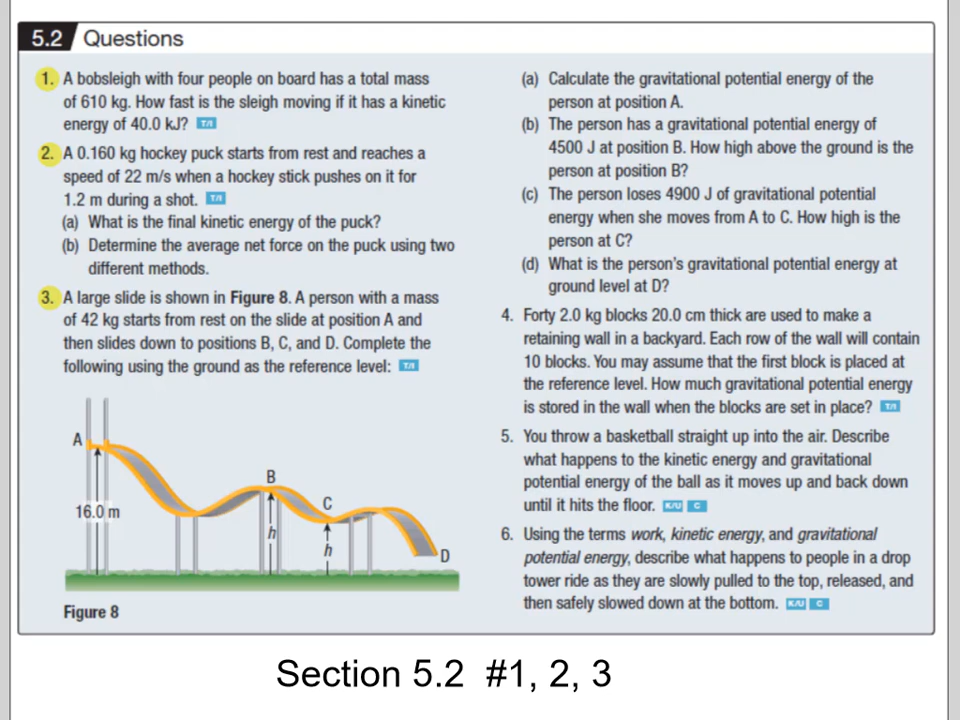 5.2 Questions
1. A bobsleigh with four people on board has a total mass
of 610 kg. How fast is the sleigh moving if it has a kinetic
energy of 40.0 kJ? T/I
2. A 0.160 kg hockey puck starts from rest and reaches a
speed of 22 m/s when a hockey stick pushes on it for
1.2 m during a shot. T/I
(a) What is the final kinetic energy of the puck?
(b) Determine the average net force on the puck using two
different methods.
3. A large slide is shown in Figure 8. A person with a mass
of 42 kg starts from rest on the slide at position A and
then slides down to positions B, C, and D. Complete the
following using the ground as the reference level: T/I
A
B
C
16.0 m
h
h
D
Figure 8
(a) Calculate the gravitational potential energy of the
person at position A.
(b) The person has a gravitational potential energy of
4500 J at position B. How high above the ground is the
person at position B?
(c) The person loses 4900 J of gravitational potential
energy when she moves from A to C. How high is the
person at C?
(d) What is the person's gravitational potential energy at
ground level at D?
4. Forty 2.0 kg blocks 20.0 cm thick are used to make a
retaining wall in a backyard. Each row of the wall will contain
10 blocks. You may assume that the first block is placed at
the reference level. How much gravitational potential energy
is stored in the wall when the blocks are set in place? T/I
5. You throw a basketball straight up into the air. Describe
what happens to the kinetic energy and gravitational
potential energy of the ball as it moves up and back down
until it hits the floor. K/U C
6. Using the terms work, kinetic energy, and gravitational
potential energy, describe what happens to people in a drop
tower ride as they are slowly pulled to the top, released, and
then safely slowed down at the bottom. K/U C
Section 5.2 #1, 2, 3